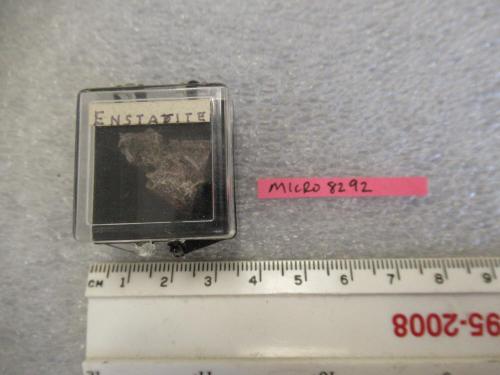 ENSTATITE
MICRO 8292
CM 1 2 3 4 5 6 7 8 9
95-2008